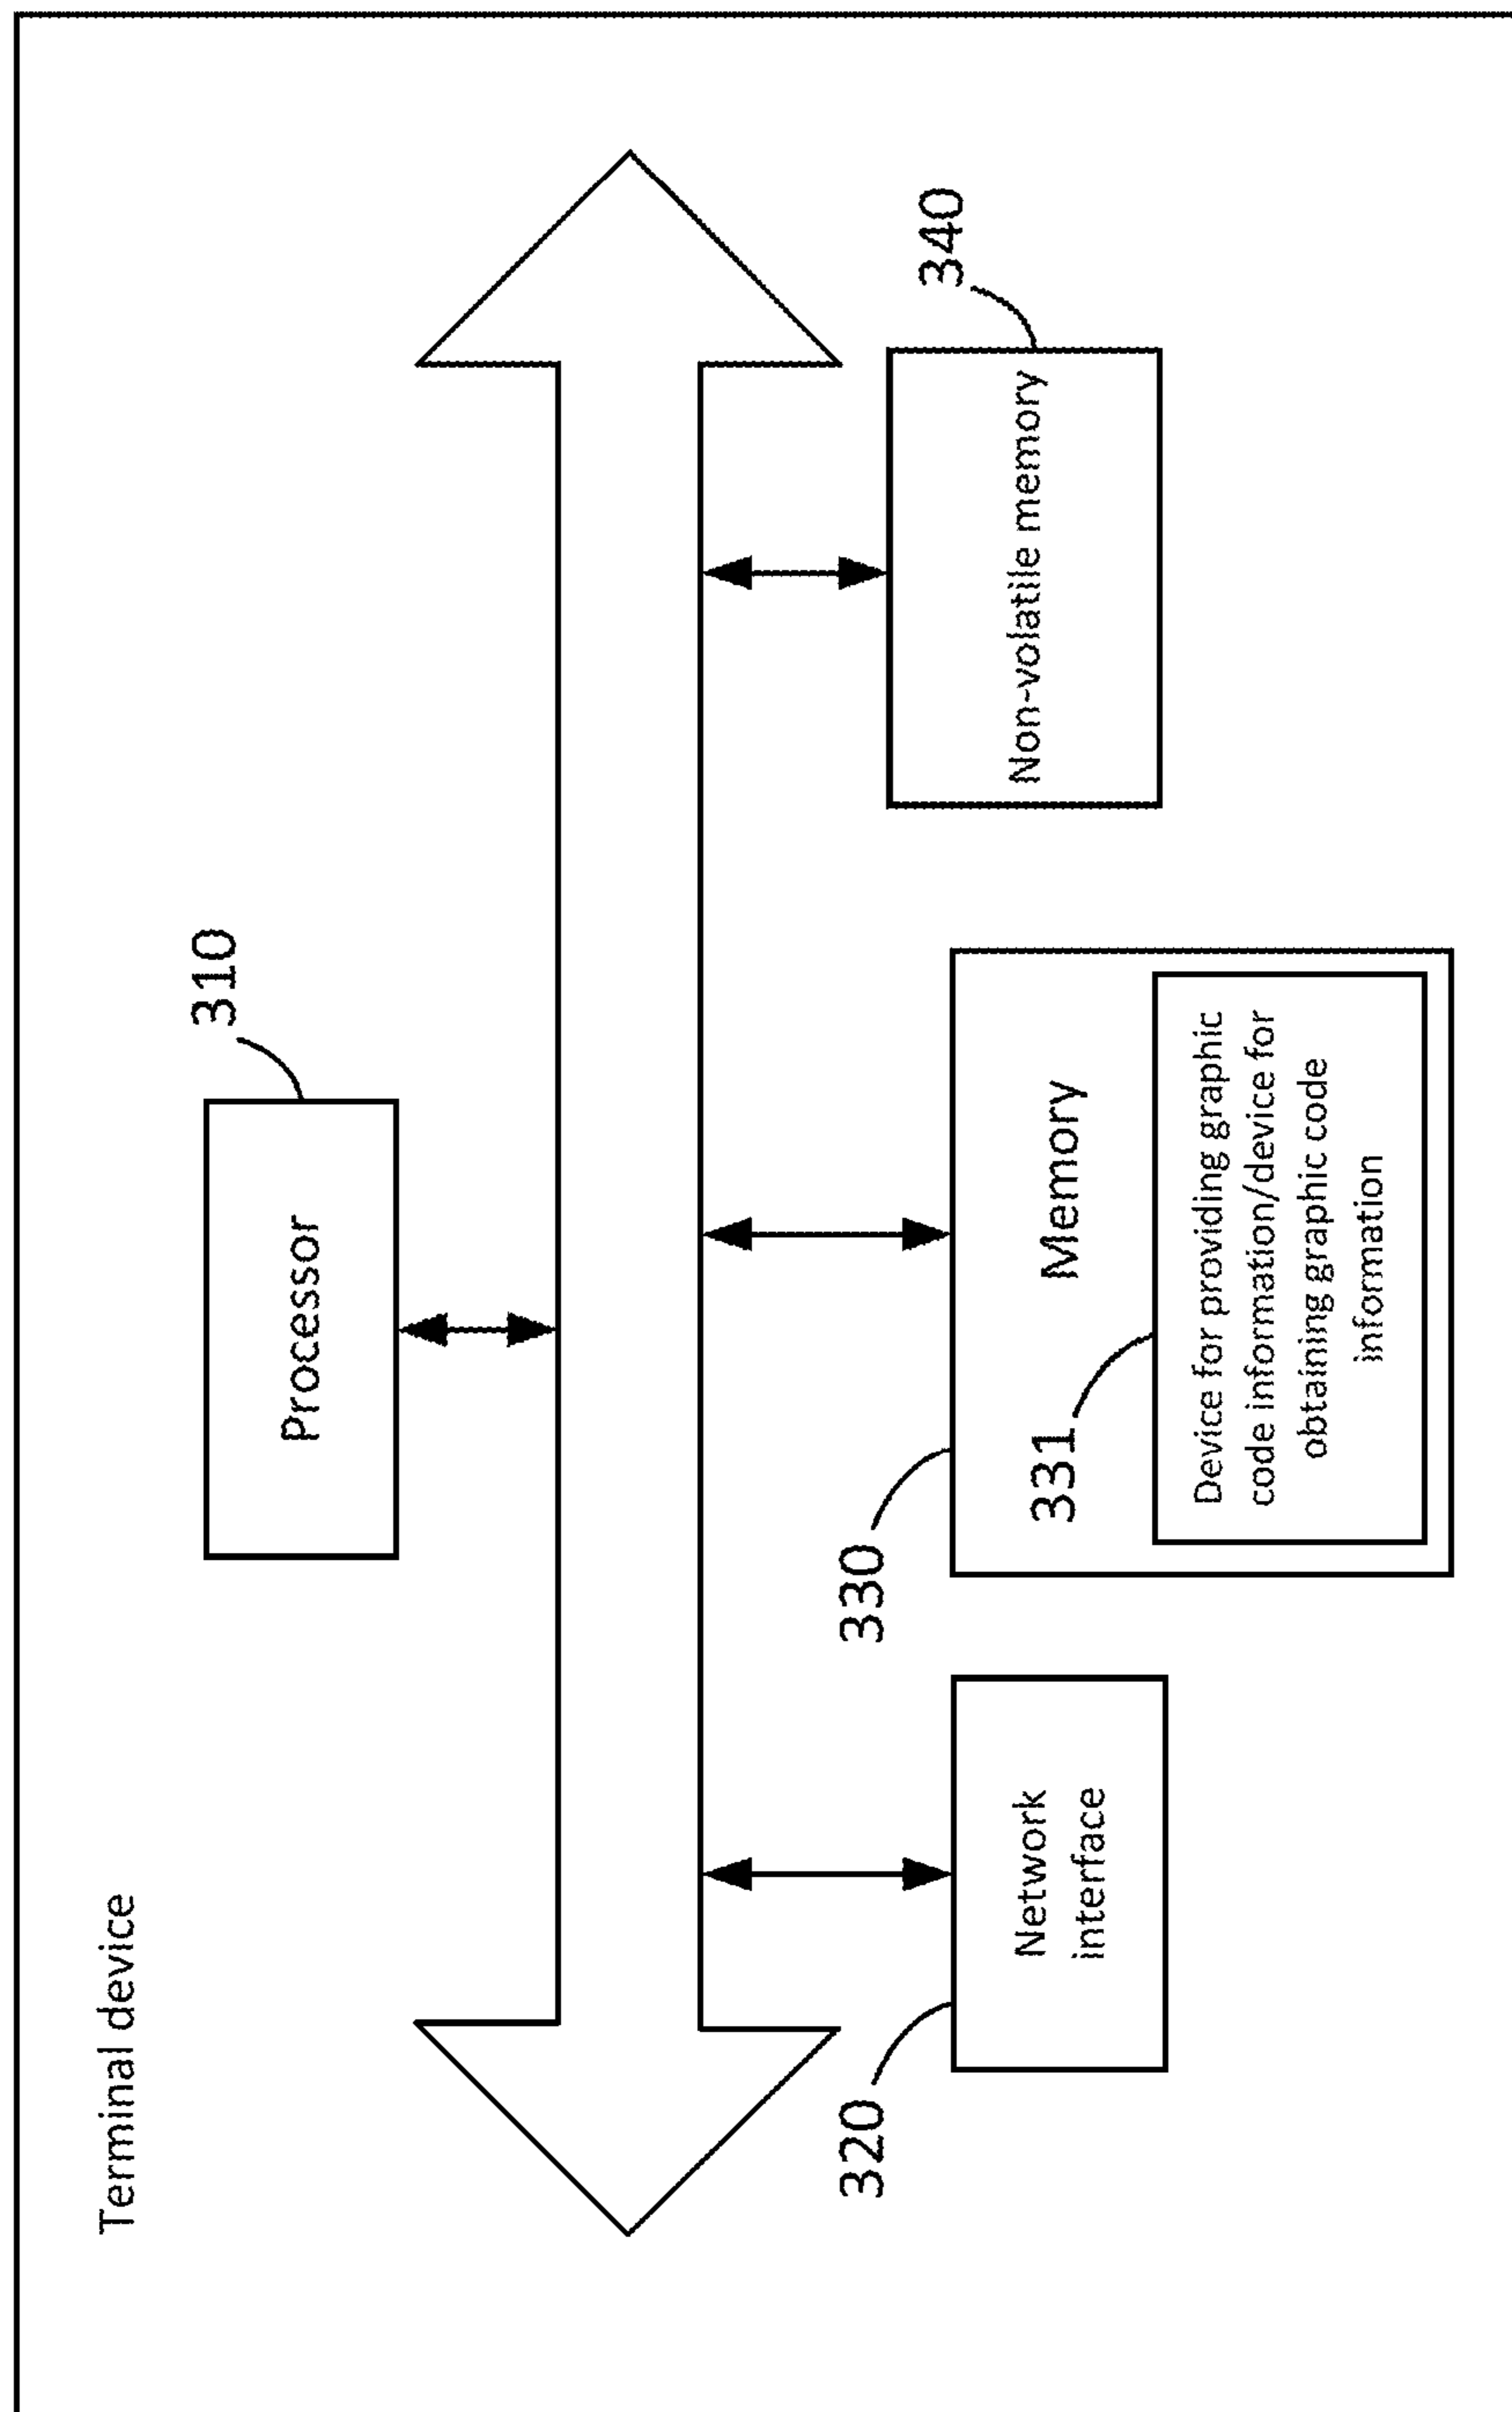 Terminal device
310
Processor
320
Network
interface
330
Memory
331
Device for providing graphic
code information/device for
obtaining graphic code
information
340
Non-volatile memory